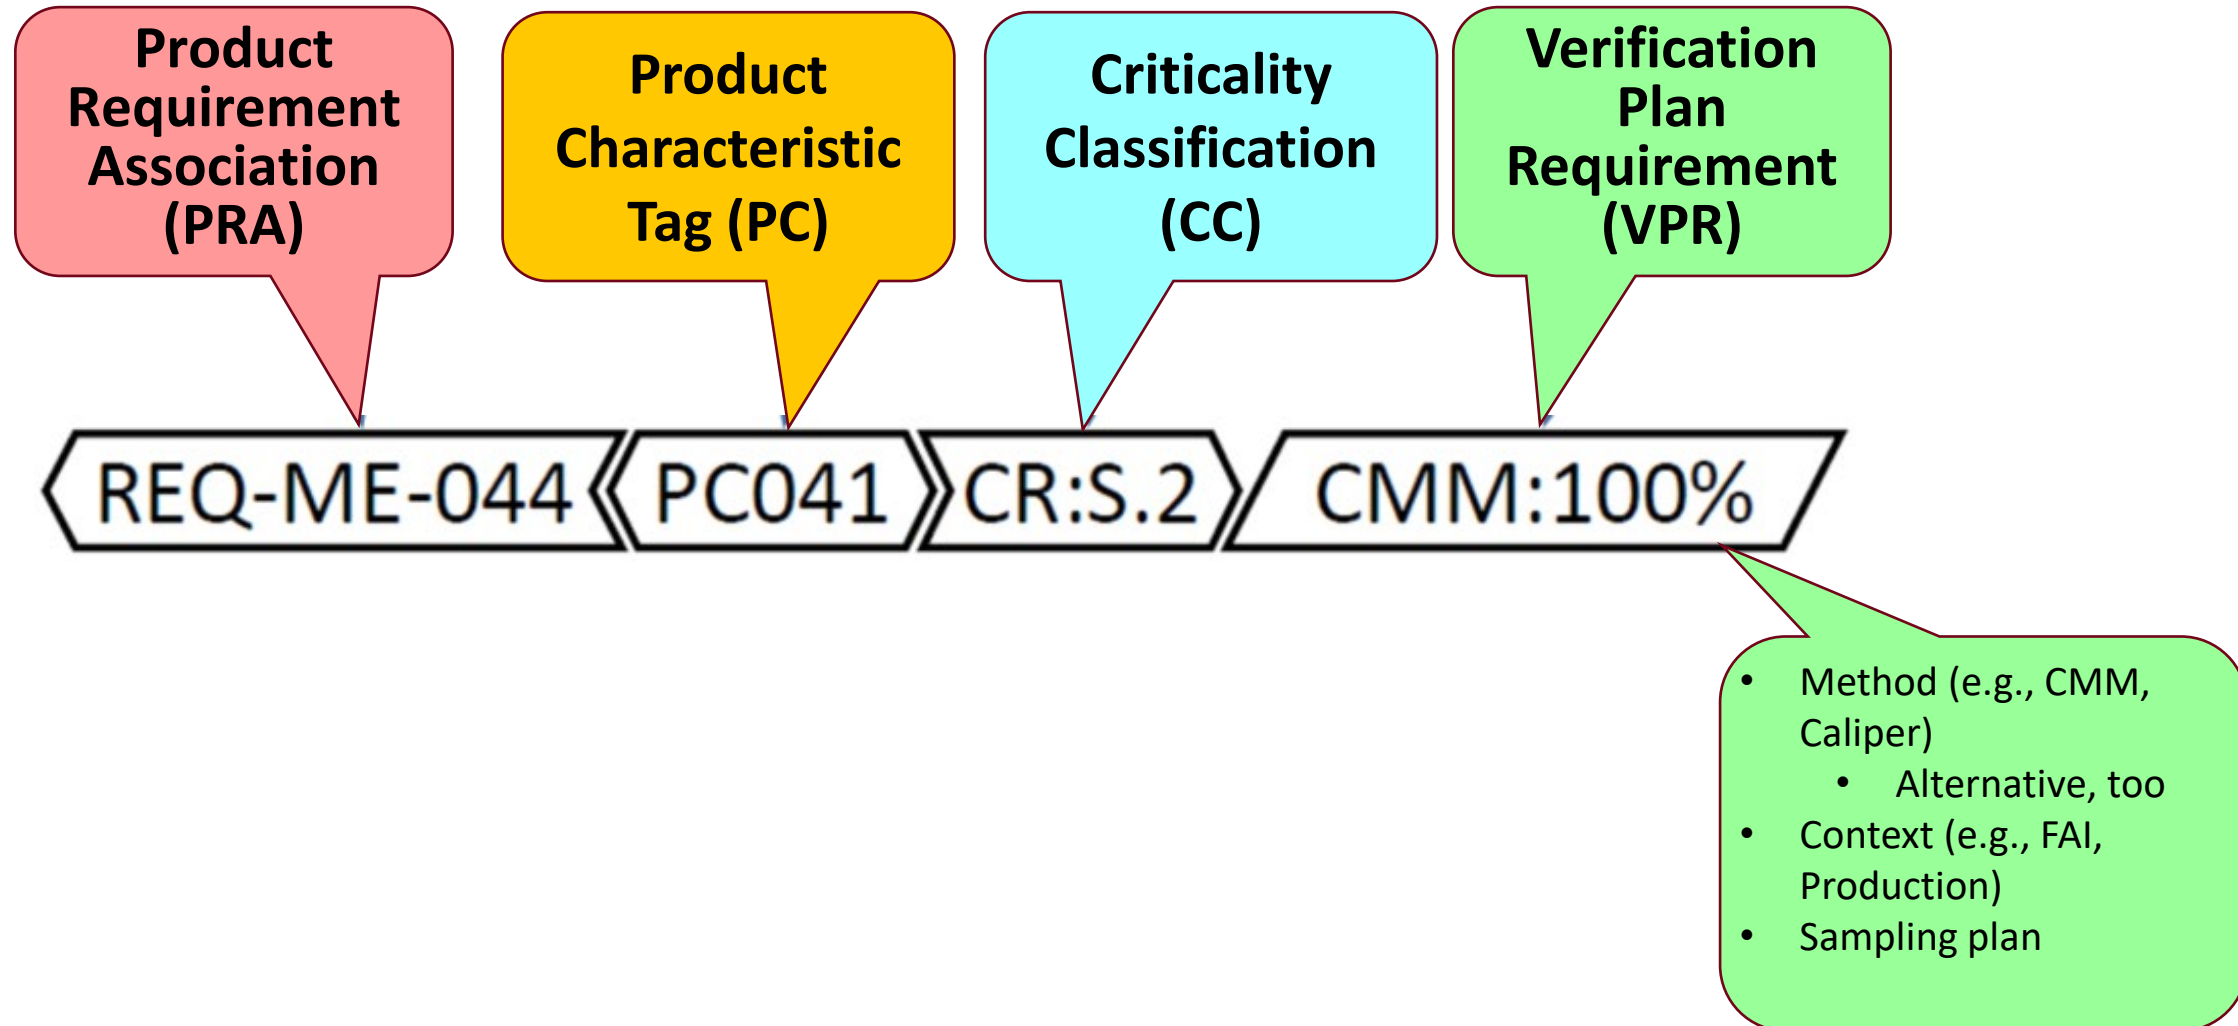 Product
Requirement
Association
(PRA)
Product
Characteristic
Tag (PC)
Criticality
Classification
(CC)
Verification
Plan
Requirement
(VPR)
REQ-ME-044 PC041 CR:S.2 CMM:100%
• Method (e.g., CMM,
Caliper)
• Alternative, too
• Context (e.g., FAI,
Production)
• Sampling plan